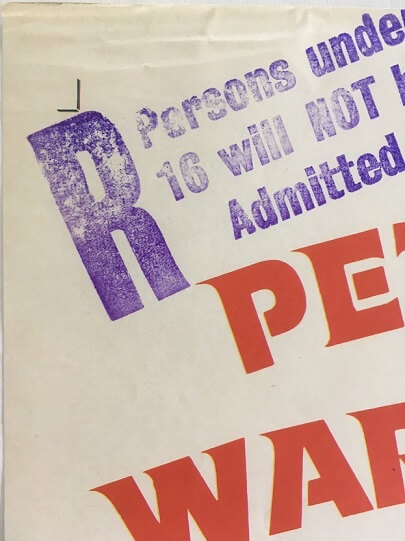 R
Persons under
16 will NOT
Admitted
PE
WAR